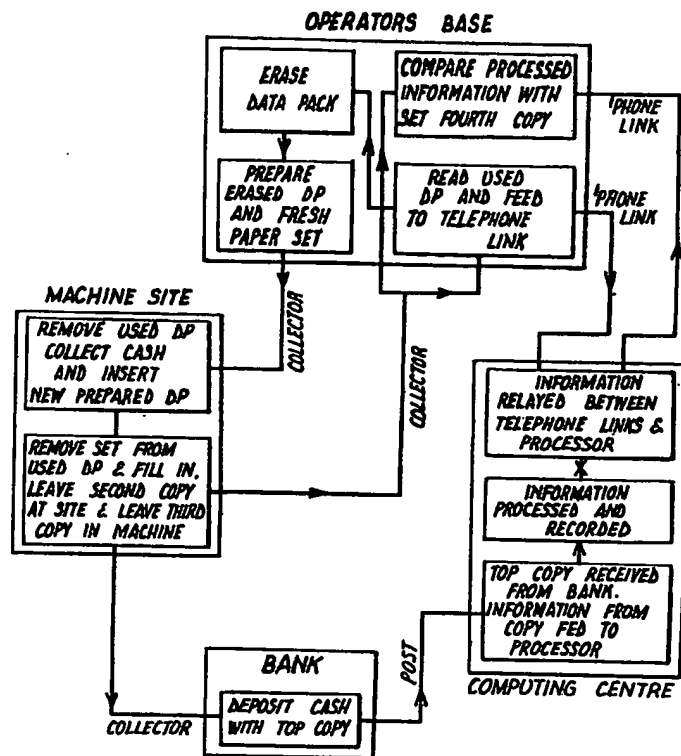 OPERATORS BASE
ERASE
DATA PACK
COMPARE PROCESSED
INFORMATION WITH
SET FOURTH COPY
'PHONE
LINK
PREPARE
ERASED DP
AND FRESH
PAPER SET
READ USED
DP AND FEED
TO TELEPHONE
LINK
'PHONE
LINK
MACHINE SITE
REMOVE USED DP
COLLECT CASH
AND INSERT
NEW PREPARED DP
COLLECTOR
COLLECTOR
REMOVE SET FROM
USED DP & FILL IN.
LEAVE SECOND COPY
AT SITE & LEAVE THIRD
COPY IN MACHINE
INFORMATION
RELAYED BETWEEN
TELEPHONE LINKS &
PROCESSOR
INFORMATION
PROCESSED AND
RECORDED
TOP COPY RECEIVED
FROM BANK.
INFORMATION FROM
COPY FED TO
PROCESSOR
COMPUTING CENTRE
BANK
DEPOSIT CASH
WITH TOP COPY
COLLECTOR
POST